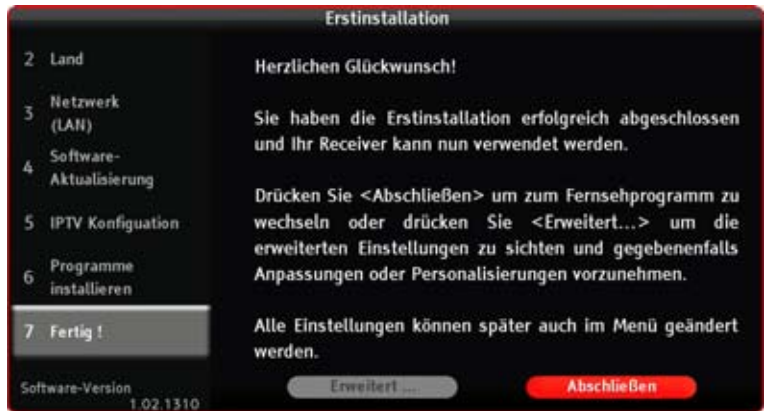 Erstinstallation
2 Land
3 Netzwerk
(LAN)
4 Software-
Aktualisierung
5 IPTV Konfiguation
6 Programme
installieren
7 Fertig !
Software-Version
1.02.1310
Herzlichen Glückwunsch!
Sie haben die Erstinstallation erfolgreich abgeschlossen
und Ihr Receiver kann nun verwendet werden.
Drücken Sie <Abschließen> um zum Fernsehprogramm zu
wechseln oder drücken Sie <Erweitert...> um die
erweiterten Einstellungen zu sichten und gegebenenfalls
Anpassungen oder Personalisierungen vorzunehmen.
Alle Einstellungen können später auch im Menü geändert
werden.
Erweitert ...
Abschließen